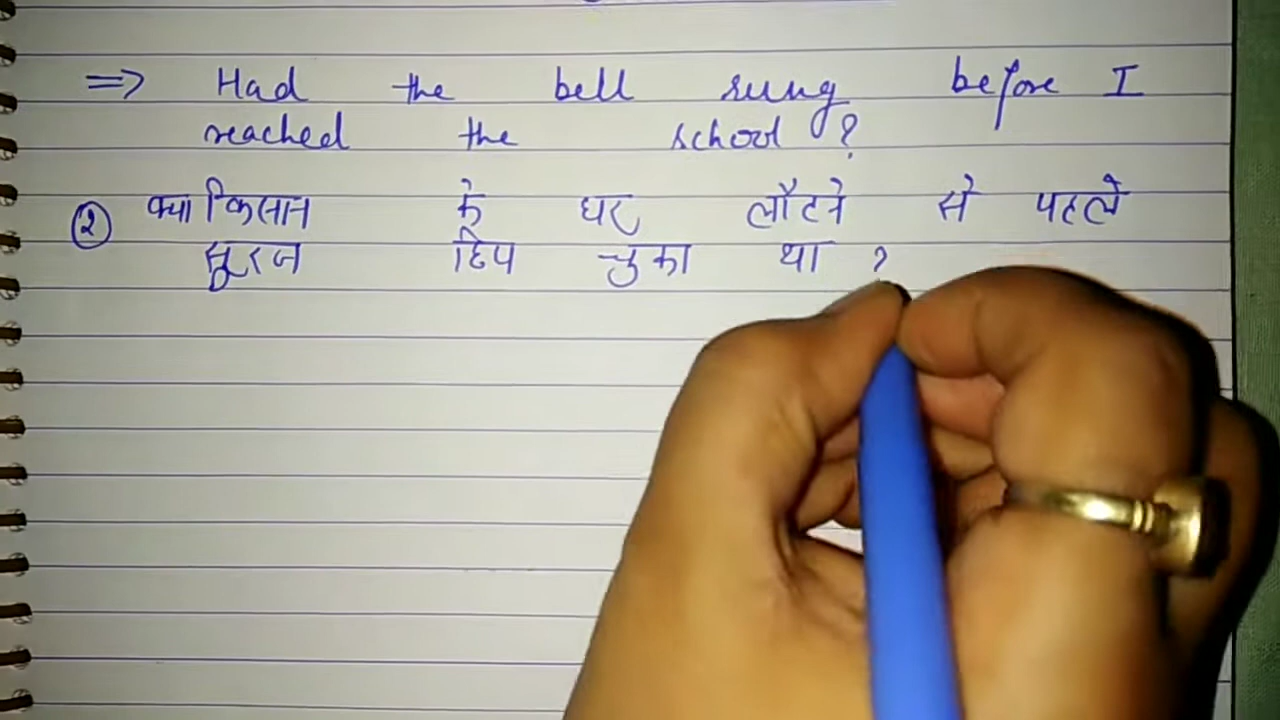 ⇒ Had the bell rung before I
reached the school?
② क्या किसान के घर लौटने से पहले
सूरज छिप चुका था ?